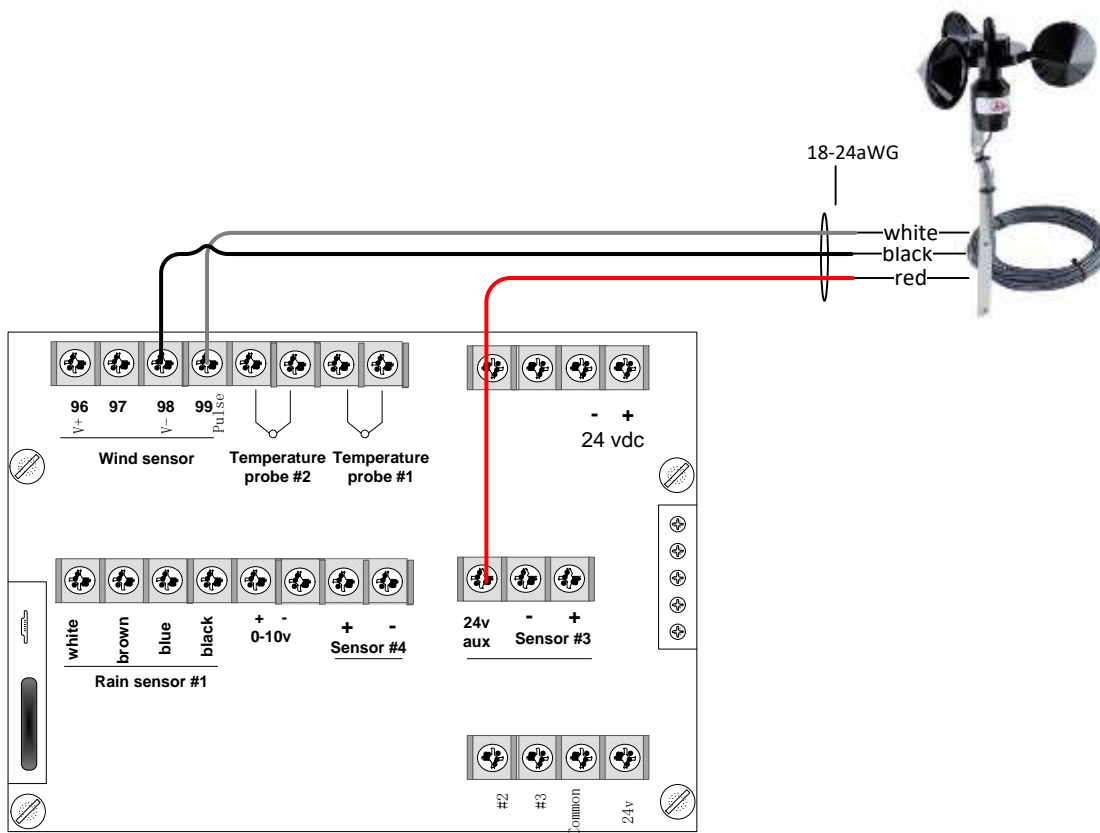 18-24aWG
white
black
red
96 97 98 99
V+ V- Pulse
- +
24 vdc
Wind sensor
Temperature probe #2
Temperature probe #1
white brown blue black
+ -
0-10v
+ -
Sensor #4
Rain sensor #1
24v aux
- +
Sensor #3
#2 #3 Common 24v